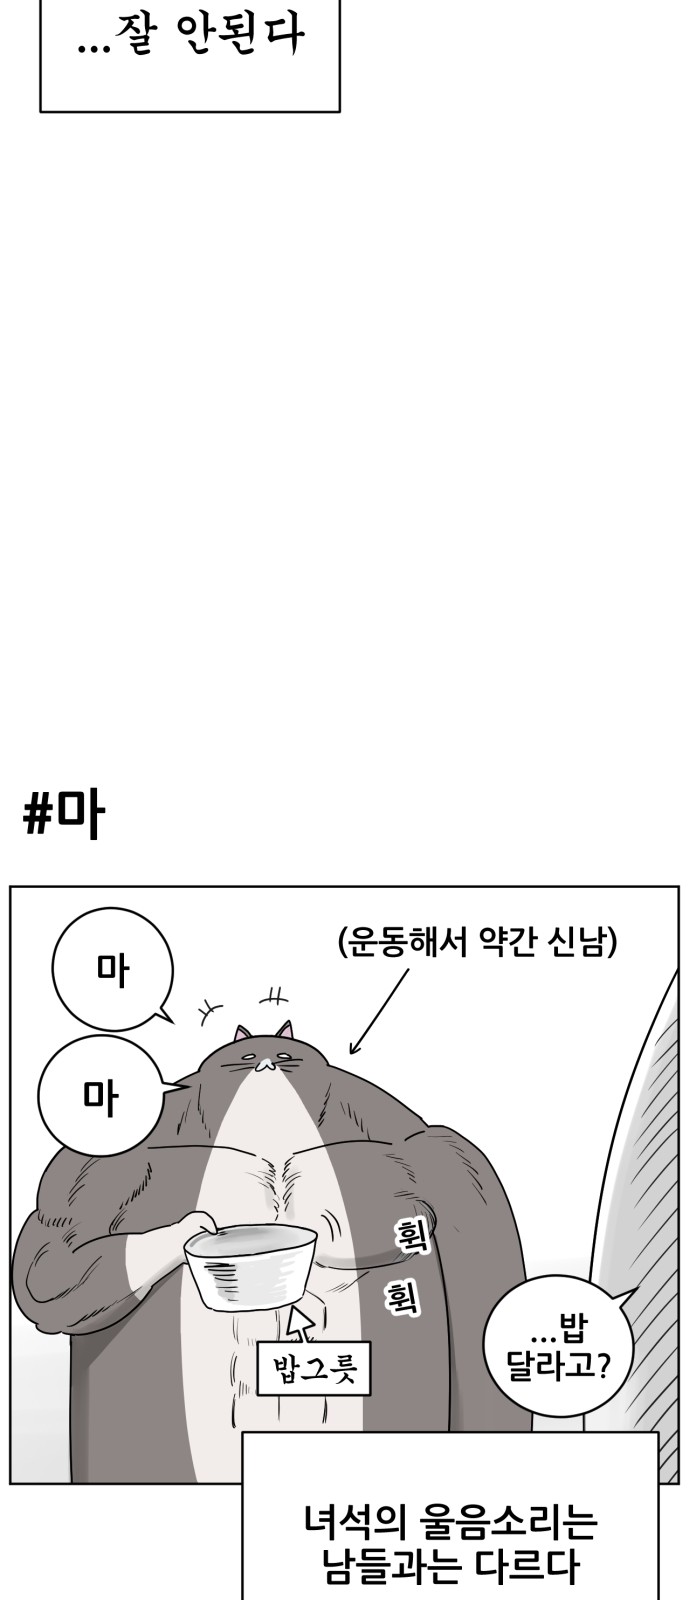 ...잘 안된다
#마
(운동해서 약간 신남)
마
마
휙
휙
밥그릇
...밥
달라고?
녀석의 울음소리는
남들과는 다르다